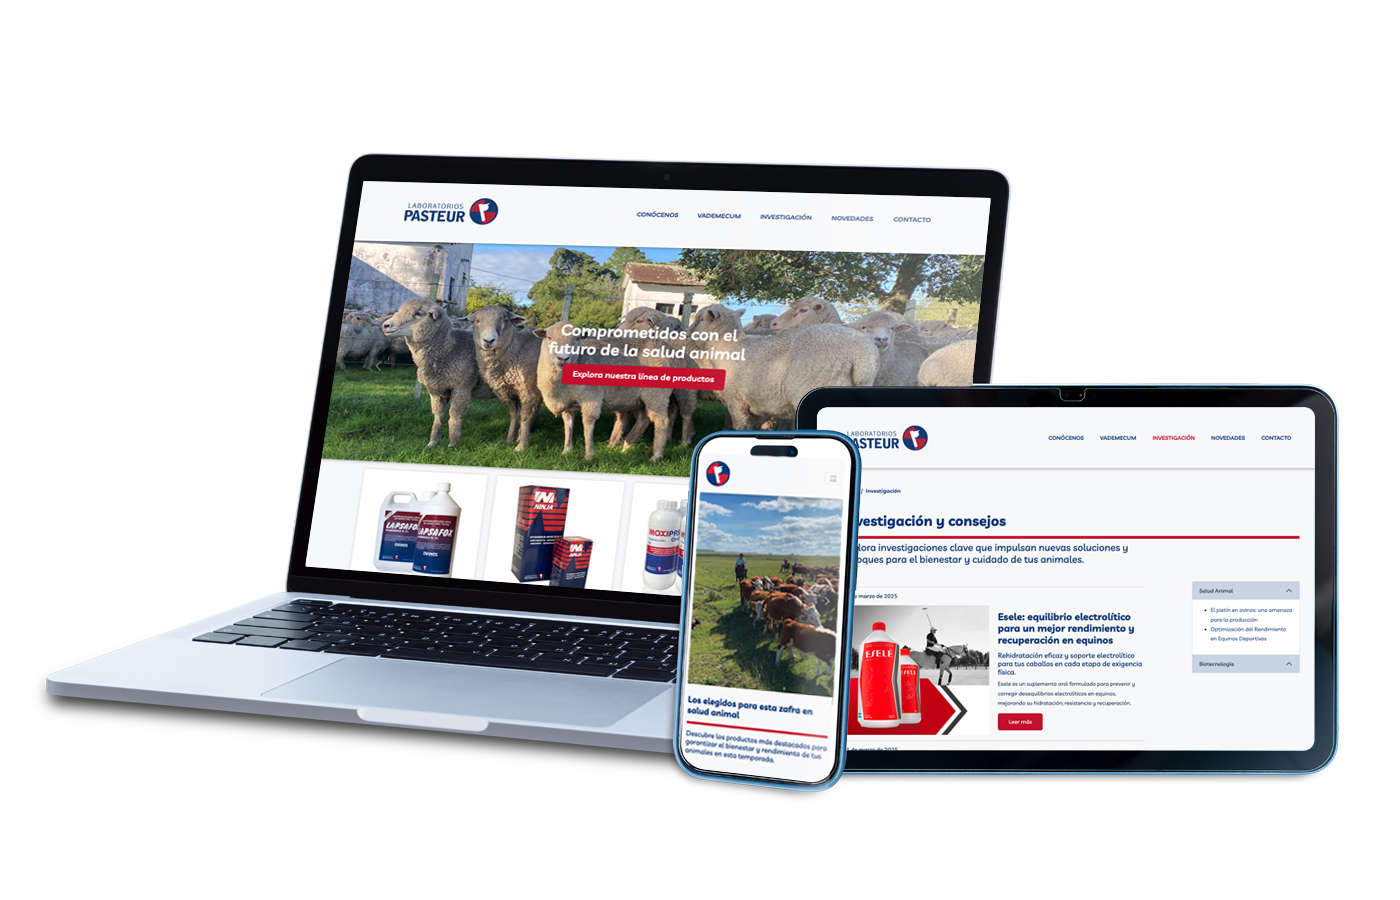 LABORATORIOS
PASTEUR
CONÓCENOS VADEMECUM INVESTIGACIÓN NOVEDADES CONTACTO
Comprometidos con el
futuro de la salud animal
Explora nuestra línea de productos
LAPSAFOX
LAPSAFOX
OVINOS
OVINOS
NINJA
MOXIPAS
Los elegidos para esta zafra en
salud animal
Descubre los productos más destacados para
garantizar el bienestar y rendimiento de tus
animales en esta temporada.
LABORATORIOS
ASTEUR
CONÓCENOS VADEMECUM INVESTIGACIÓN NOVEDADES CONTACTO
/ Investigación
vestigación y consejos
lora investigaciones clave que impulsan nuevas soluciones y
oques para el bienestar y cuidado de tus animales.
de marzo de 2025
ESELE
ESELE
Esele: equilibrio electrolítico
para un mejor rendimiento y
recuperación en equinos
Rehidratación eficaz y soporte electrolítico
para tus caballos en cada etapa de exigencia
física.
Esele es un suplemento oral formulado para prevenir y
corregir desequilibrios electrolíticos en equinos,
mejorando su hidratación, resistencia y recuperación.
Leer más
de marzo de 2025
Salud Animal
• El pietín en ovinos: una amenaza
para la producción
• Optimización del Rendimiento
en Equinos Deportivos
Biotecnología